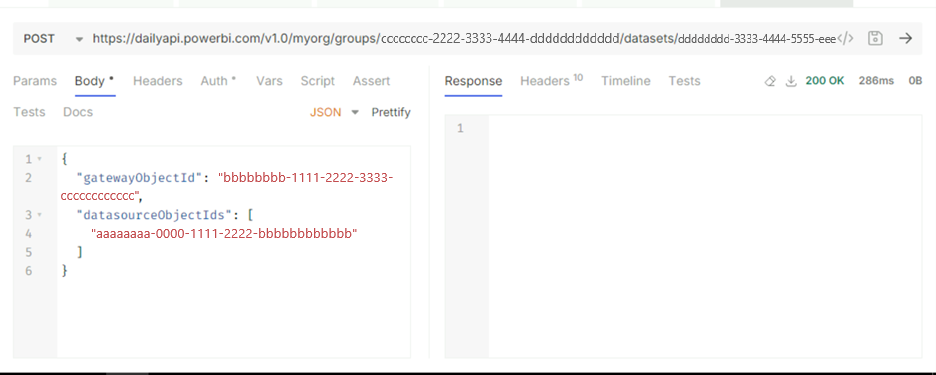 POST https://dailyapi.powerbi.com/v1.0/myorg/groups/cccccccc-2222-3333-4444-dddddddddddd/datasets/dddddddd-3333-4444-5555-eee </>
Params Body Headers Auth Vars Script Assert
Tests Docs JSON Prettify
1 {
2 "gatewayObjectId": "bbbbbbbb-1111-2222-3333-
cccccccccccc",
3 "datasourceObjectIds": [
4 "aaaaaaaa-0000-1111-2222-bbbbbbbbbbbb"
5 ]
6 }
Response Headers 10 Timeline Tests 200 OK 286ms 0B
1